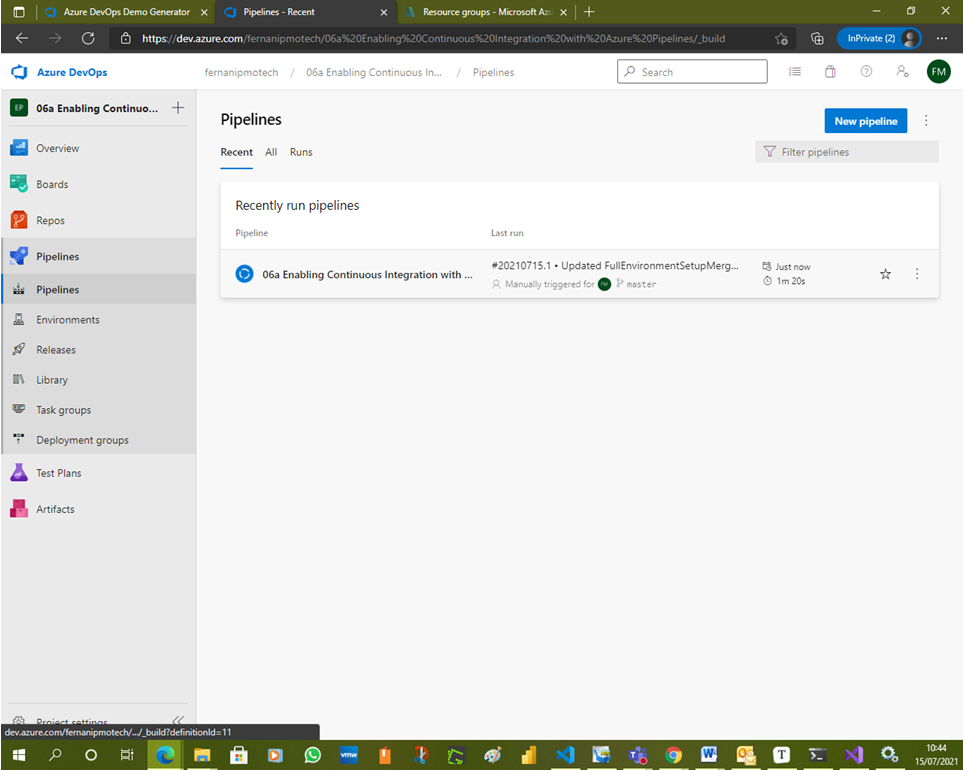 Azure DevOps Demo Generator
Pipelines - Recent
Resource groups - Microsoft Azu
https://dev.azure.com/fernanipmotech/06a%20Enabling%20Continuous%20Integration%20with%20Azure%20Pipelines/_build
InPrivate (2)
Azure DevOps
fernanipmotech / 06a Enabling Continuous In... / Pipelines
Search
FM
EP 06a Enabling Continuo...
Overview
Boards
Repos
Pipelines
Pipelines
Environments
Releases
Library
Task groups
Deployment groups
Test Plans
Artifacts
Project settings
Pipelines
New pipeline
Recent All Runs
Filter pipelines
Recently run pipelines
Pipeline Last run
06a Enabling Continuous Integration with ...
#20210715.1 • Updated FullEnvironmentSetupMerg...
Manually triggered for FM master
Just now
1m 20s
dev.azure.com/fernanipmotech/.../_build?definitionId=11
vmw
10:44
15/07/2021